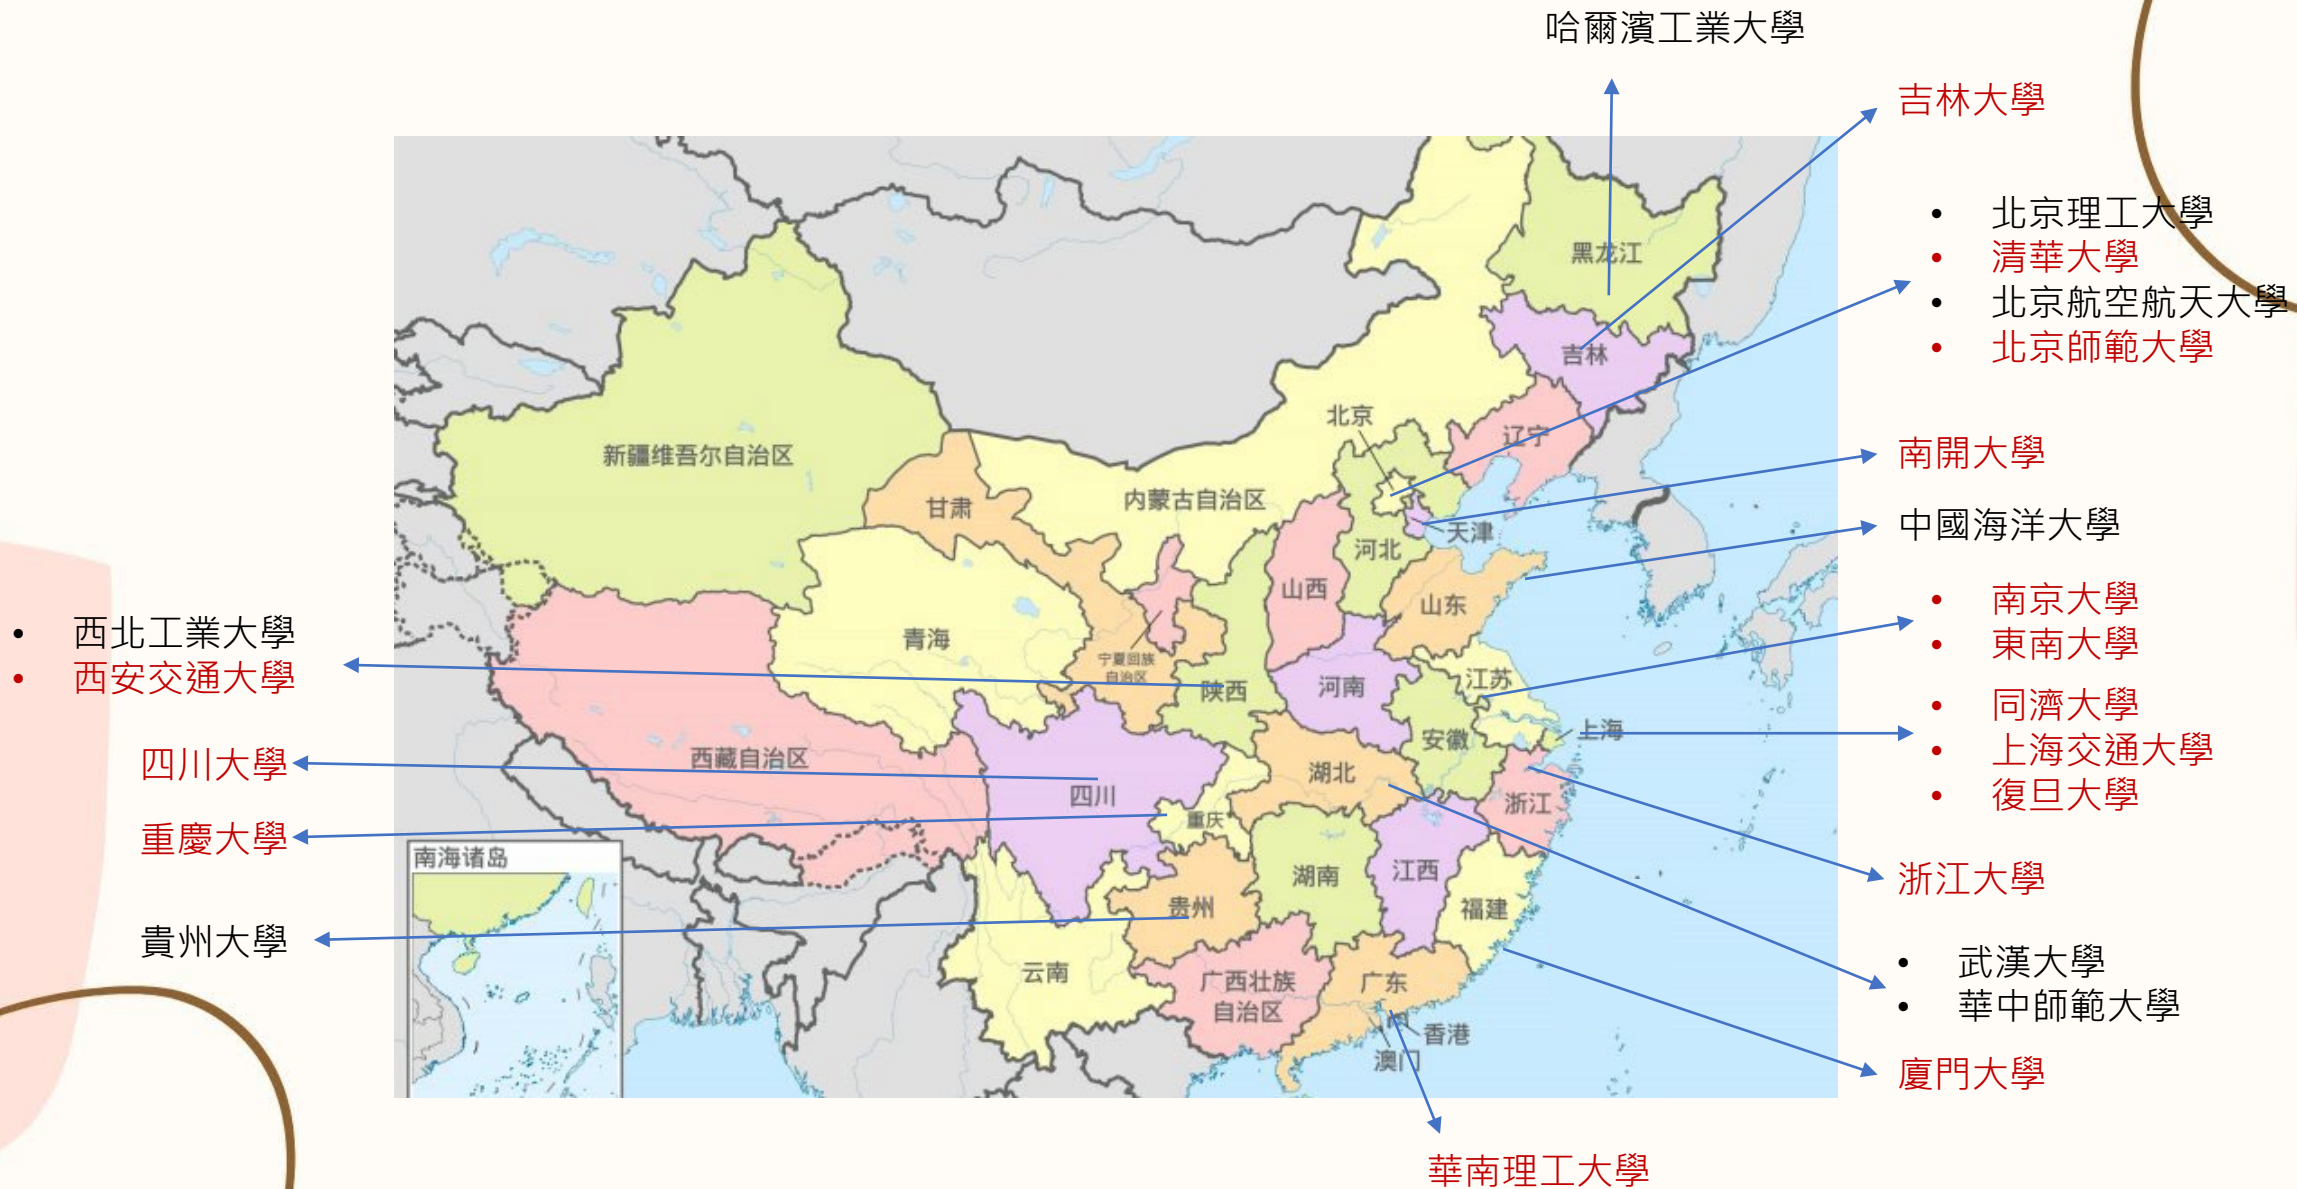 哈爾濱工業大學
吉林大學
• 北京理工大學
• 清華大學
• 北京航空航天大學
• 北京師範大學
南開大學
中國海洋大學
• 南京大學
• 東南大學
• 同濟大學
• 上海交通大學
• 復旦大學
浙江大學
• 武漢大學
• 華中師範大學
廈門大學
華南理工大學
• 西北工業大學
• 西安交通大學
四川大學
重慶大學
貴州大學
黑龙江
吉林
辽宁
北京
天津
河北
内蒙古自治区
新疆维吾尔自治区
甘肃
青海
宁夏回族
自治区
陕西
山西
山东
河南
江苏
安徽
上海
西藏自治区
四川
重庆
湖北
浙江
湖南
江西
福建
贵州
云南
广西壮族
自治区
广东
香港
澳门
南海诸岛